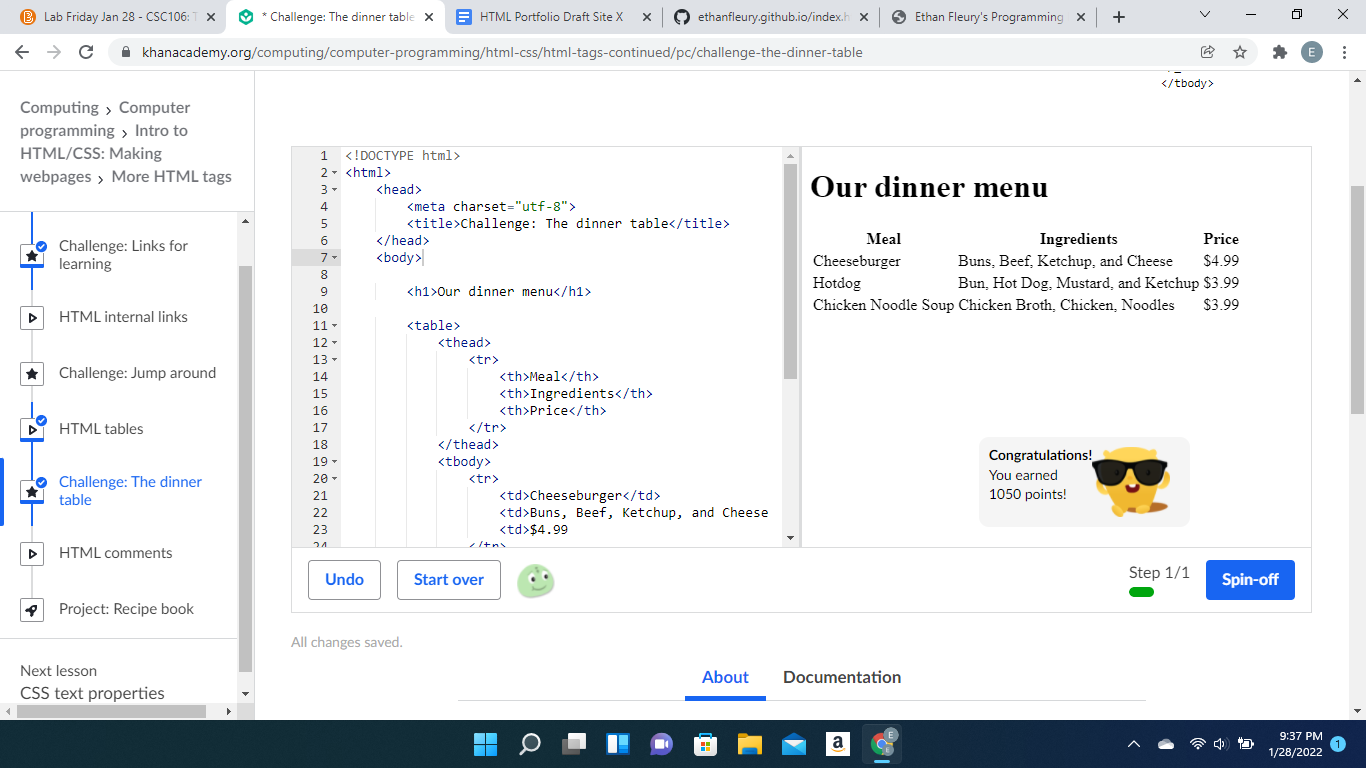 Lab Friday Jan 28 - CSC106: T
* Challenge: The dinner table
HTML Portfolio Draft Site X
ethanfleury.github.io/index.h
Ethan Fleury's Programming
khanacademy.org/computing/computer-programming/html-css/html-tags-continued/pc/challenge-the-dinner-table
E
Computing > Computer
programming > Intro to
HTML/CSS: Making
webpages > More HTML tags
Challenge: Links for
learning
HTML internal links
Challenge: Jump around
HTML tables
Challenge: The dinner
table
HTML comments
Project: Recipe book
Next lesson
CSS text properties
</tbody>
1 <!DOCTYPE html>
2 <html>
3 <head>
4 <meta charset="utf-8">
5 <title>Challenge: The dinner table</title>
6 </head>
7 <body>
8
9 <h1>Our dinner menu</h1>
10
11 <table>
12 <thead>
13 <tr>
14 <th>Meal</th>
15 <th>Ingredients</th>
16 <th>Price</th>
17 </tr>
18 </thead>
19 <tbody>
20 <tr>
21 <td>Cheeseburger</td>
22 <td>Buns, Beef, Ketchup, and Cheese
23 <td>$4.99
24 </tr>
Our dinner menu
Meal Ingredients Price
Cheeseburger Buns, Beef, Ketchup, and Cheese $4.99
Hotdog Bun, Hot Dog, Mustard, and Ketchup $3.99
Chicken Noodle Soup Chicken Broth, Chicken, Noodles $3.99
Congratulations!
You earned
1050 points!
Undo
Start over
Step 1/1
Spin-off
All changes saved.
About
Documentation
a
E
E
9:37 PM
1/28/2022
1